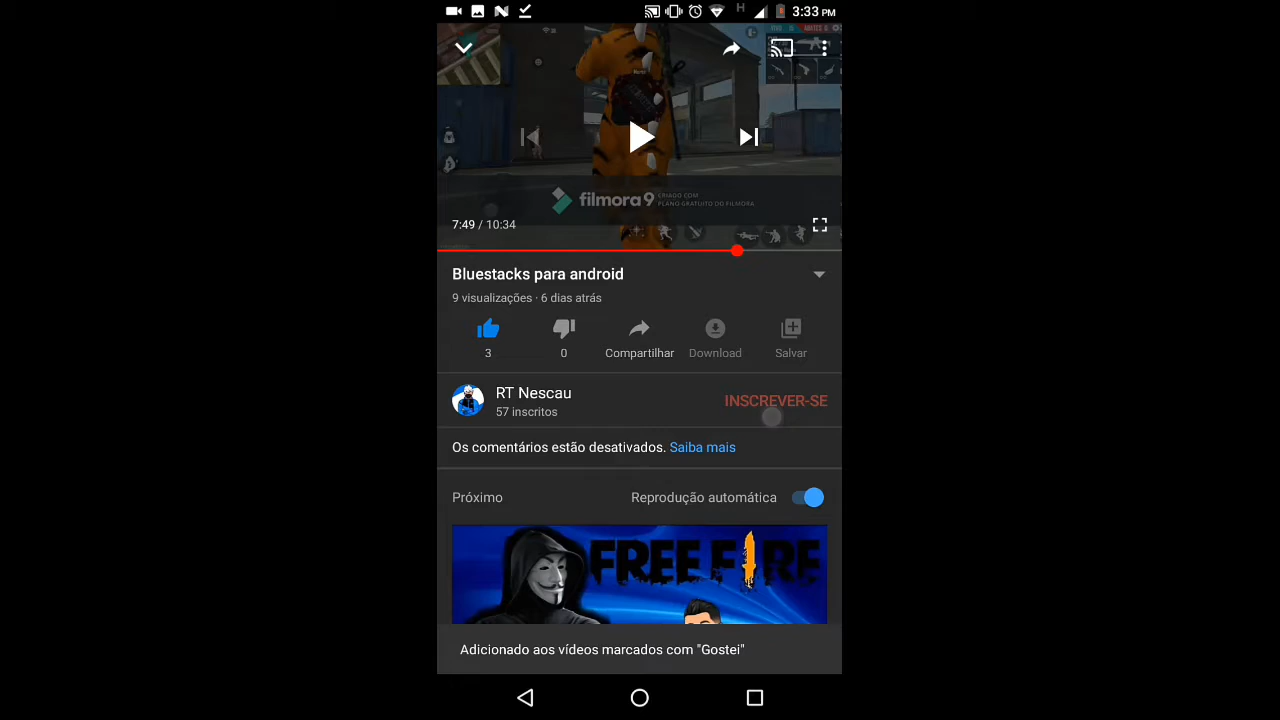 H 3:33 PM
filmora9 CRIADO COM
PLANO GRATUITO DO FILMORA
7:49 / 10:34
Bluestacks para android
9 visualizações · 6 dias atrás
3 0 Compartilhar Download Salvar
RT Nescau
57 inscritos
INSCREVER-SE
Os comentários estão desativados. Saiba mais
Próximo Reprodução automática
FREE FIRE
Adicionado aos vídeos marcados com "Gostei"